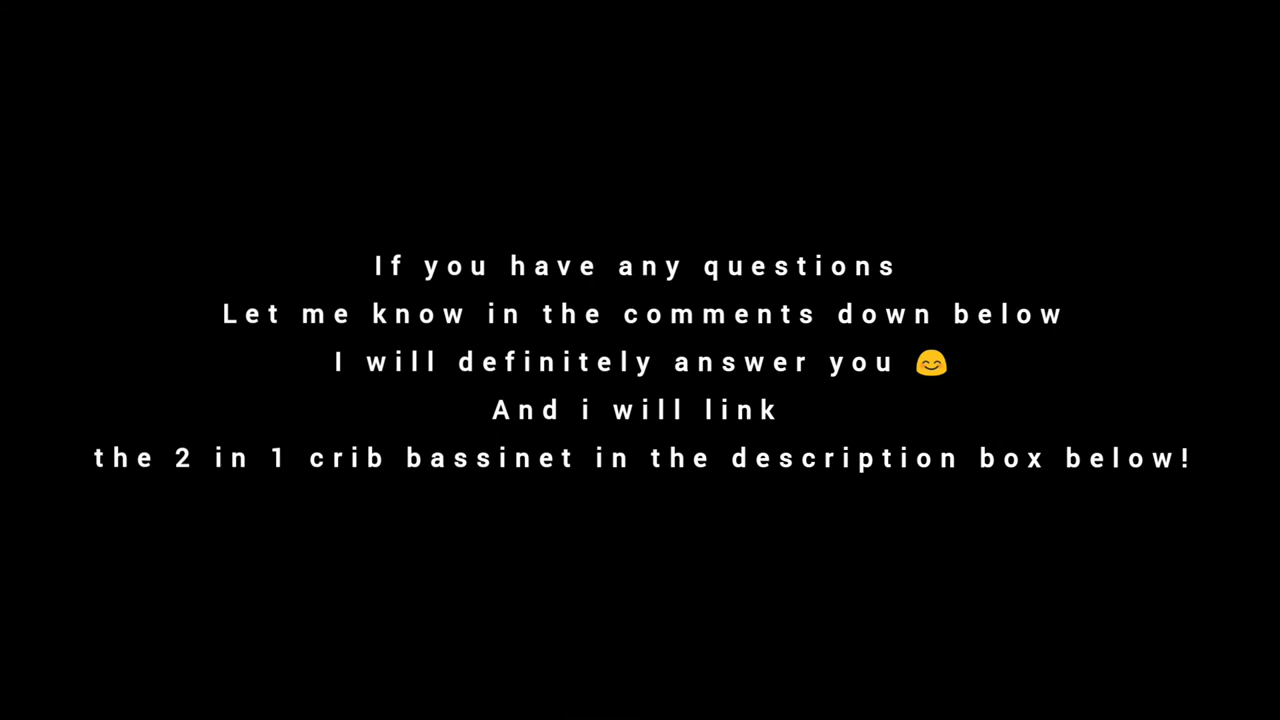 If you have any questions
Let me know in the comments down below
I will definitely answer you 😊
And i will link
the 2 in 1 crib bassinet in the description box below!